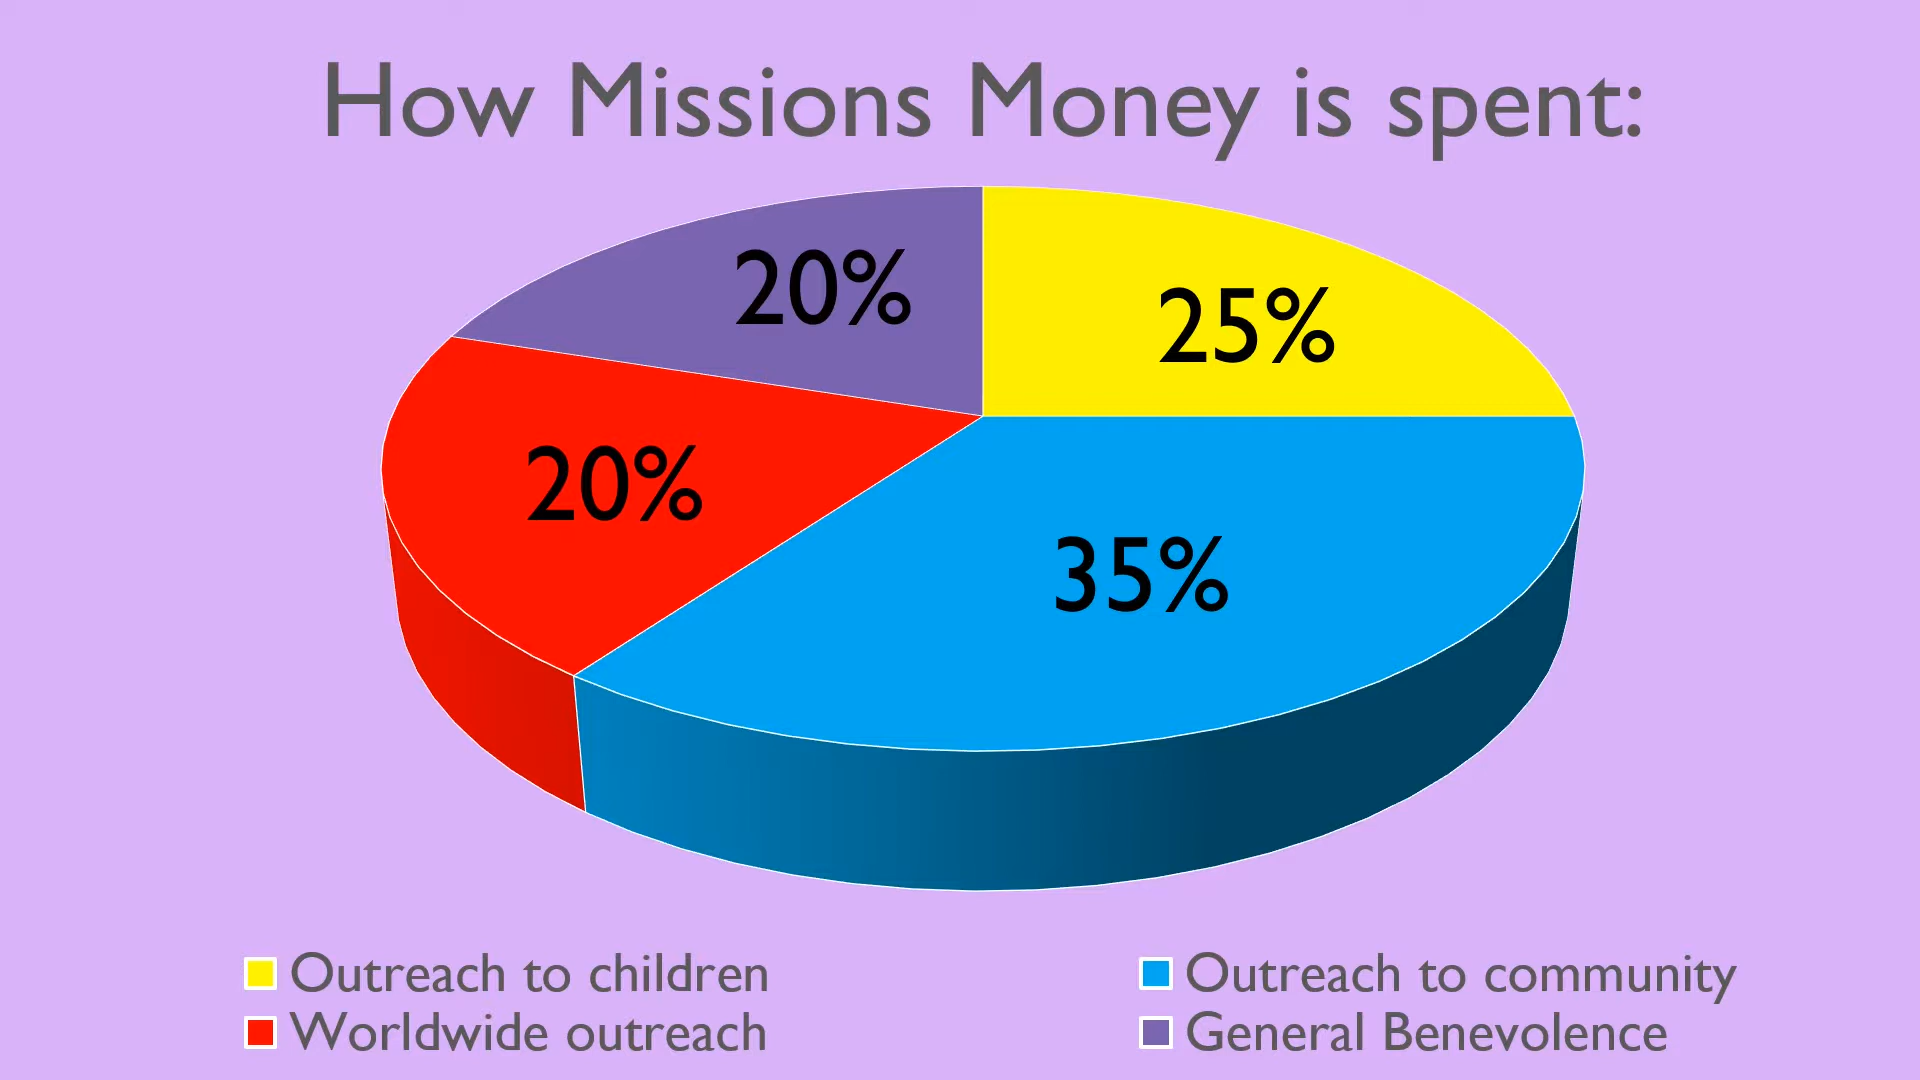 How Missions Money is spent:
20%
25%
20%
35%
Outreach to children
Outreach to community
Worldwide outreach
General Benevolence